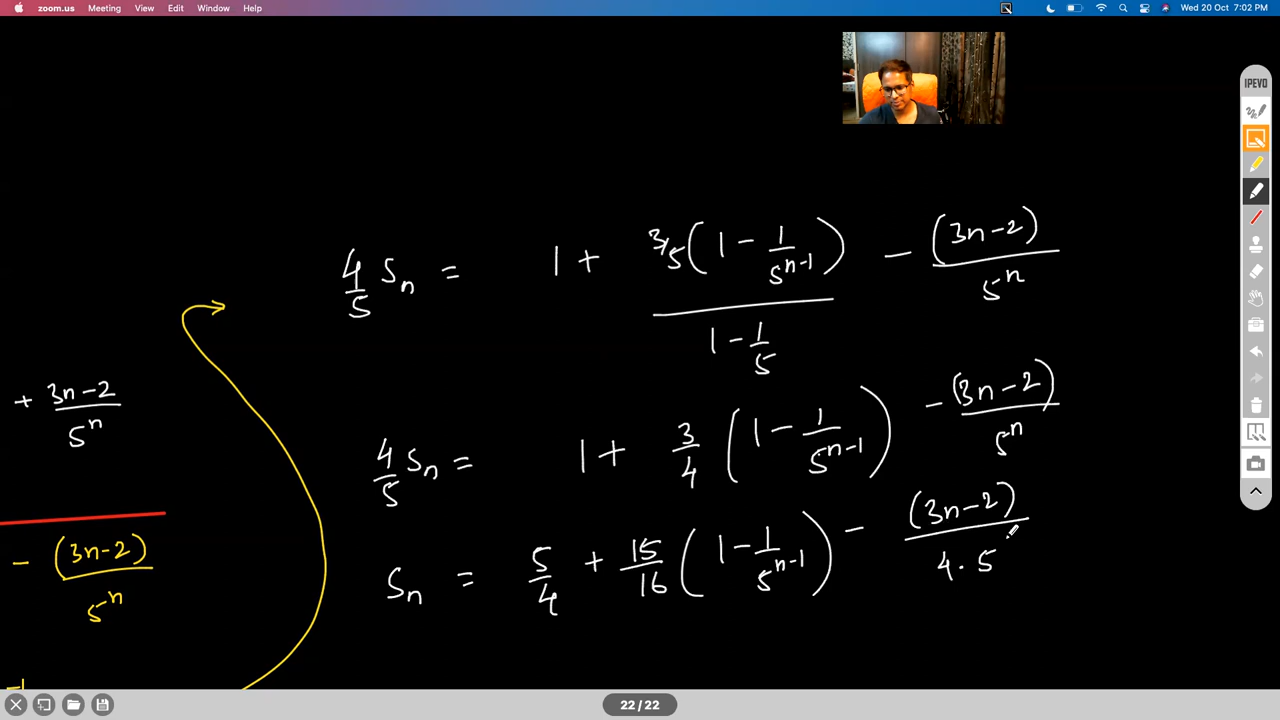 zoom.us Meeting View Edit Window Help Wed 20 Oct 7:02 PM
IPEVO
4/5 Sn = 1 + 3/5(1 - 1/5^(n-1)) / (1 - 1/5) - (3n-2)/5^n
+ (3n-2)/5^n
4/5 Sn = 1 + 3/4 (1 - 1/5^(n-1)) - (3n-2)/5^n
- (3n-2)/5^n
Sn = 5/4 + 15/16 (1 - 1/5^(n-1)) - (3n-2)/(4·5
22 / 22